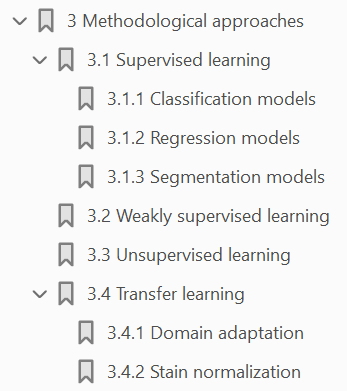 3 Methodological approaches
3.1 Supervised learning
3.1.1 Classification models
3.1.2 Regression models
3.1.3 Segmentation models
3.2 Weakly supervised learning
3.3 Unsupervised learning
3.4 Transfer learning
3.4.1 Domain adaptation
3.4.2 Stain normalization